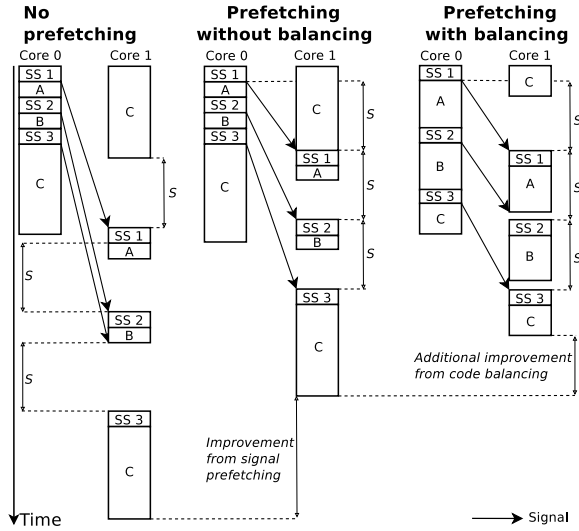 No
prefetching
Prefetching
without balancing
Prefetching
with balancing
Core 0
Core 1
Core 0
Core 1
Core 0
Core 1
SS 1
A
SS 2
B
SS 3
C
C
S
SS 1
A
S
SS 2
B
S
SS 3
C
SS 1
A
SS 2
B
SS 3
C
C
S
SS 1
A
S
SS 2
B
S
SS 3
C
SS 1
A
SS 2
B
SS 3
C
C
S
SS 1
A
S
SS 2
B
S
SS 3
C
Additional improvement
from code balancing
Improvement
from signal
prefetching
Time
Signal